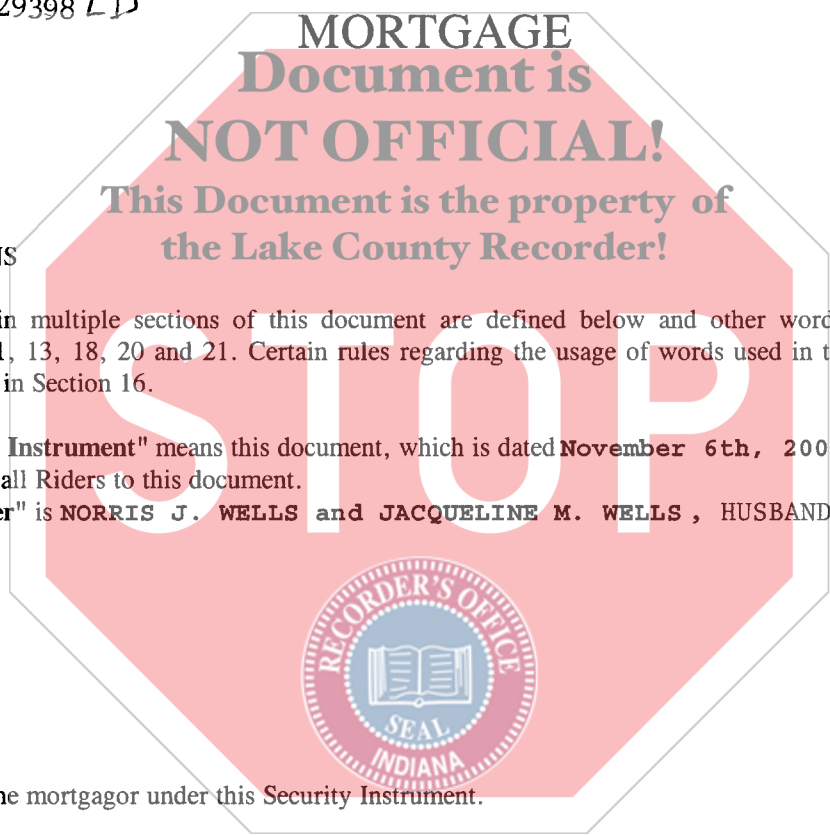 29398 LD
MORTGAGE
Document is
NOT OFFICIAL!
This Document is the property of
the Lake County Recorder!
NS
in multiple sections of this document are defined below and other word
, 13, 18, 20 and 21. Certain rules regarding the usage of words used in t
in Section 16.
Instrument" means this document, which is dated November 6th, 200
all Riders to this document.
er" is NORRIS J. WELLS and JACQUELINE M. WELLS , HUSBAND
STOP
RECORDER'S OFFICE
SEAL
INDIANA
he mortgagor under this Security Instrument.